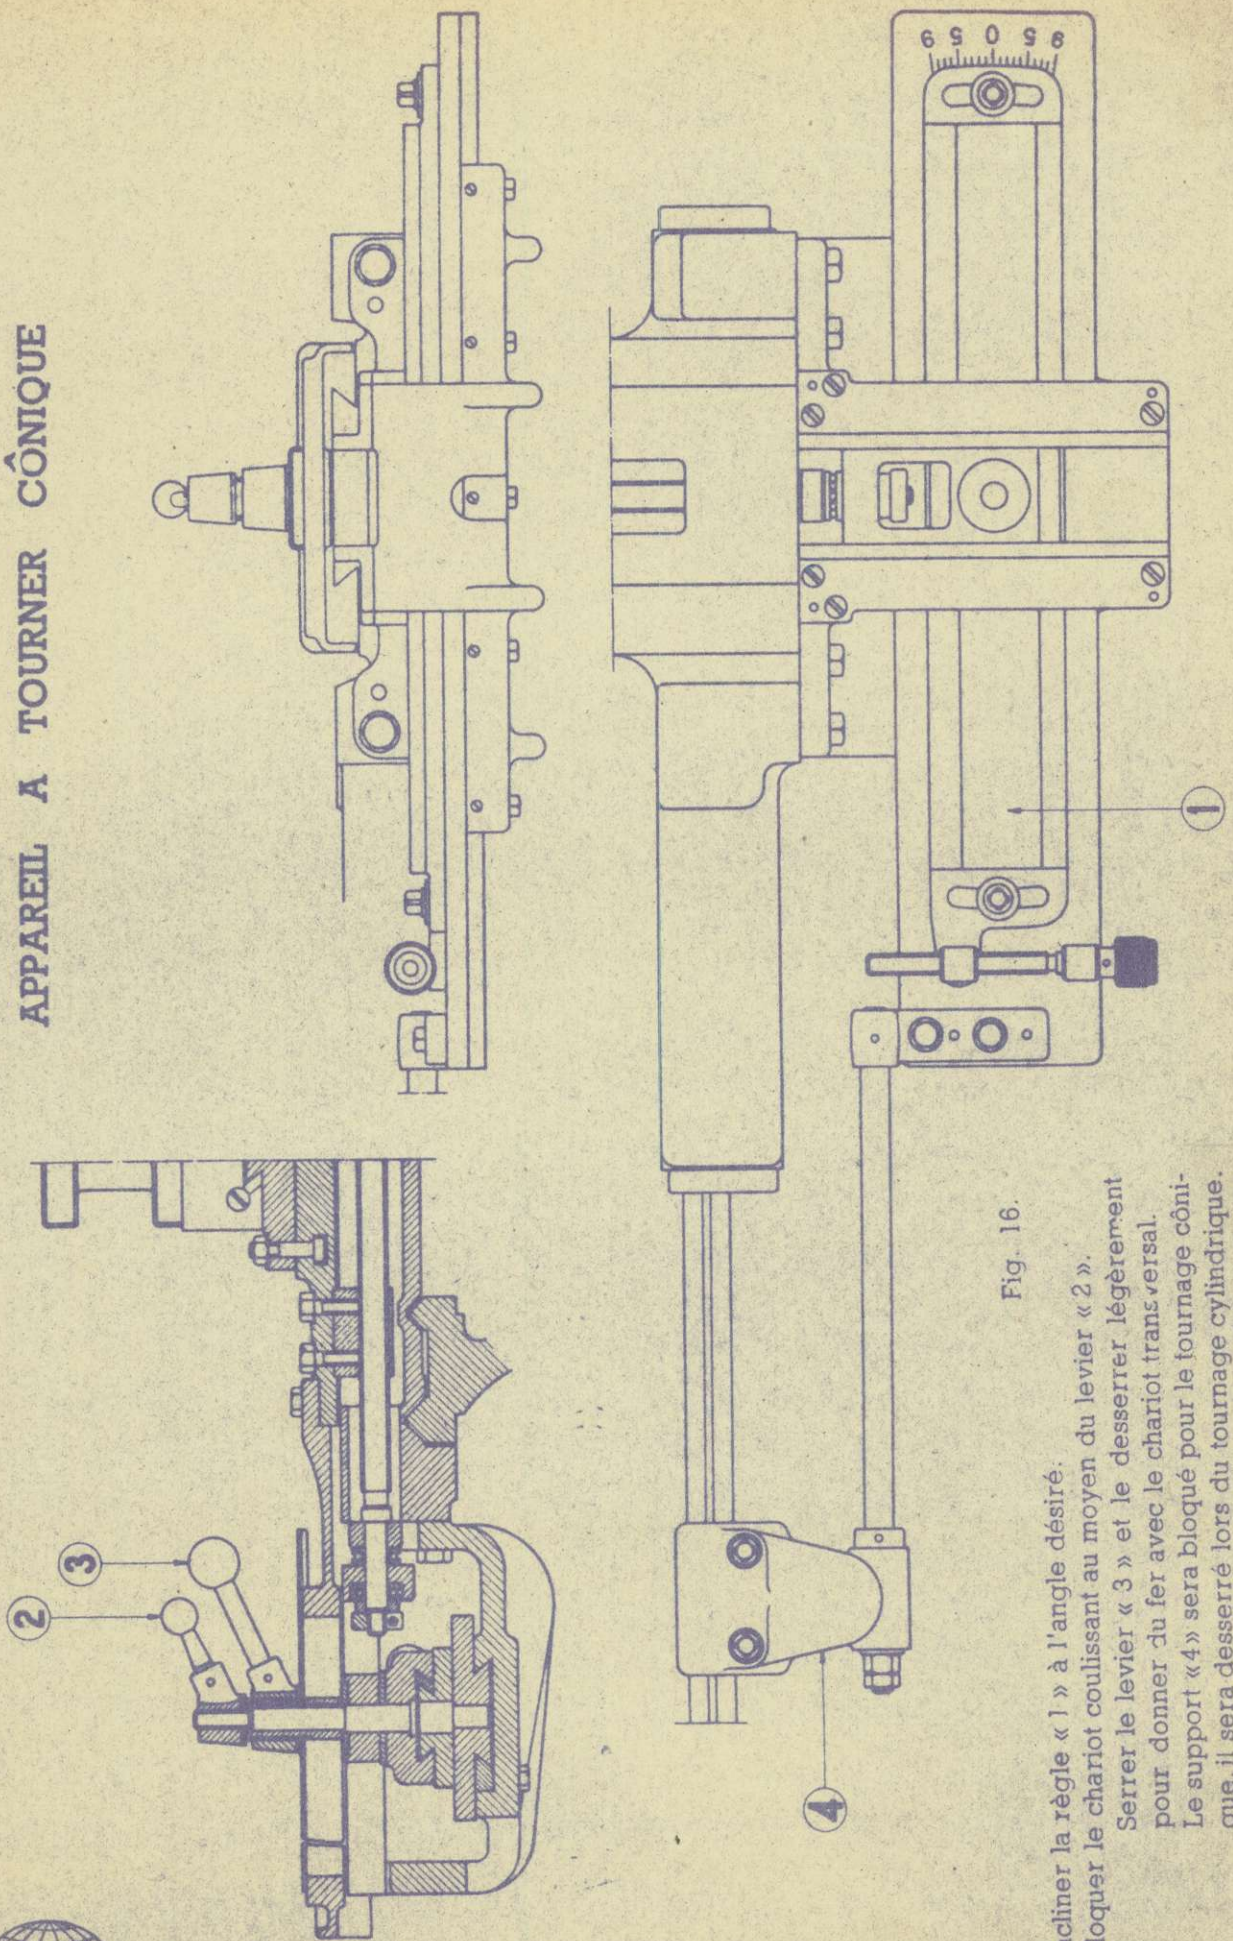 APPAREIL A TOURNER CÔNIQUE
2
3
9 5 0 5 9
1
4
Fig. 16.
cliner la règle « 1 » à l'angle désiré.
loquer le chariot coulissant au moyen du levier « 2 ».
Serrer le levier « 3 » et le desserrer légèrement
pour donner du fer avec le chariot transversal.
Le support «4» sera bloqué pour le tournage côni-
que, il sera desserré lors du tournage cylindrique.